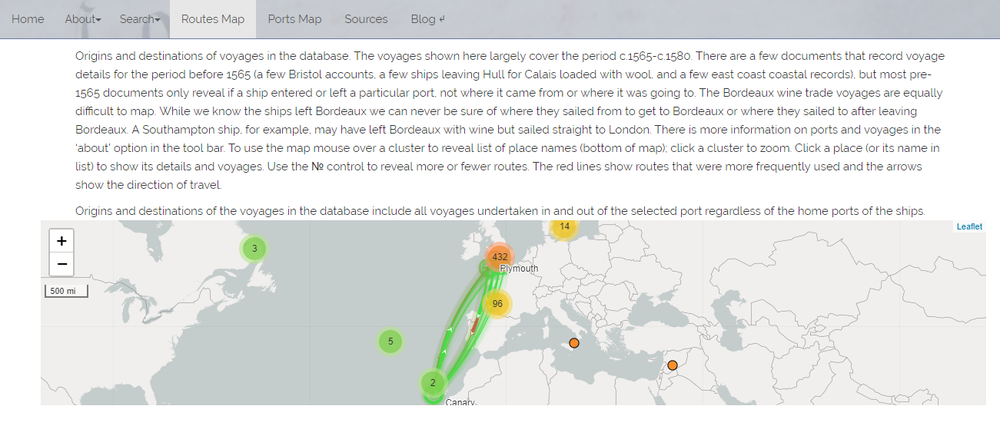 Home About Search Routes Map Ports Map Sources Blog
Origins and destinations of voyages in the database. The voyages shown here largely cover the period c.1565-c.1580. There are a few documents that record voyage
details for the period before 1565 (a few Bristol accounts, a few ships leaving Hull for Calais loaded with wool, and a few east coast coastal records), but most pre-
1565 documents only reveal if a ship entered or left a particular port, not where it came from or where it was going to. The Bordeaux wine trade voyages are equally
difficult to map. While we know the ships left Bordeaux we can never be sure of where they sailed from to get to Bordeaux or where they sailed to after leaving
Bordeaux. A Southampton ship, for example, may have left Bordeaux with wine but sailed straight to London. There is more information on ports and voyages in the
'about' option in the tool bar. To use the map mouse over a cluster to reveal list of place names (bottom of map); click a cluster to zoom. Click a place (or its name in
list) to show its details and voyages. Use the № control to reveal more or fewer routes. The red lines show routes that were more frequently used and the arrows
show the direction of travel.
Origins and destinations of the voyages in the database include all voyages undertaken in and out of the selected port regardless of the home ports of the ships.
14
Leaflet
+
3
432
−
Plymouth
500 mi
96
5
2
Canary